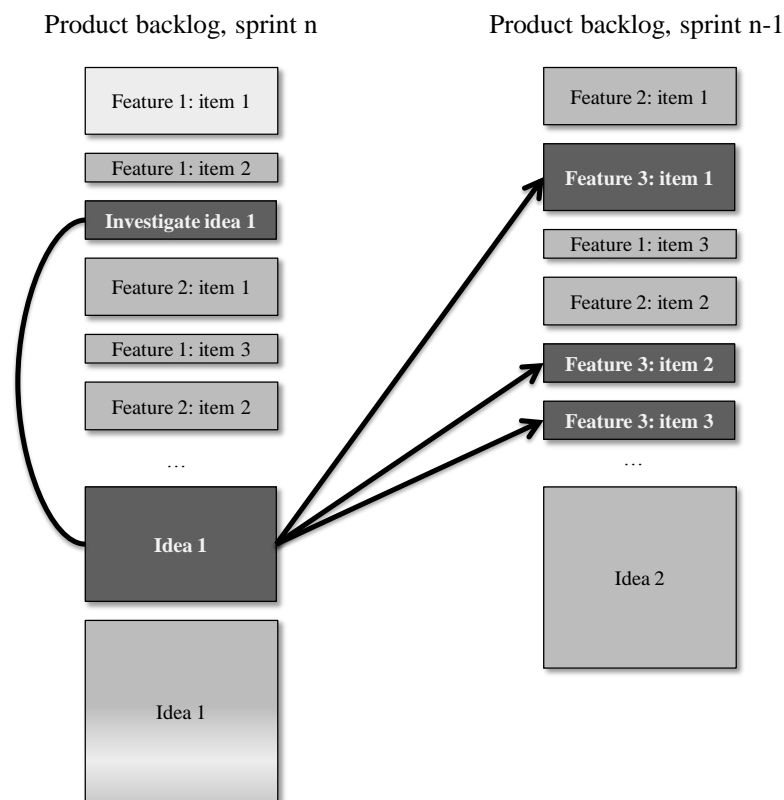 Product backlog, sprint n
Feature 1: item 1
Feature 1: item 2
Investigate idea 1
Feature 2: item 1
Feature 1: item 3
Feature 2: item 2
…
Idea 1
Idea 1
Product backlog, sprint n-1
Feature 2: item 1
Feature 3: item 1
Feature 1: item 3
Feature 2: item 2
Feature 3: item 2
Feature 3: item 3
…
Idea 2